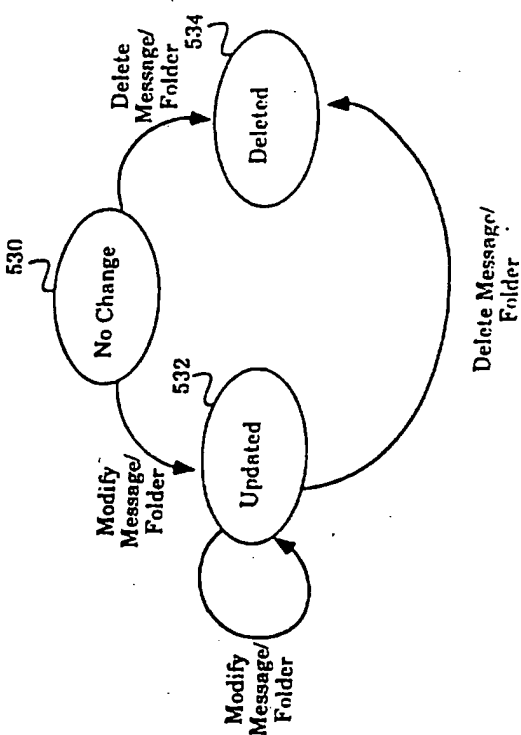 530
No Change
Delete
Message/
Folder
534
Deleted
Modify
Message/
Folder
532
Updated
Modify
Message/
Folder
Delete Message/
Folder